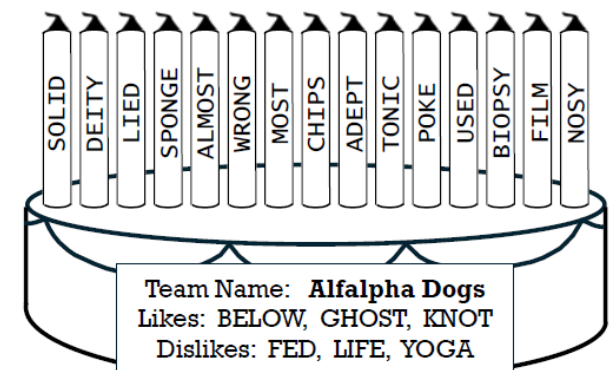 SOLID
DEITY
LIED
SPONGE
ALMOST
WRONG
MOST
CHIPS
ADEPT
TONIC
POKE
USED
BIOPSY
FILM
NOSY
Team Name: Alfalpha Dogs
Likes: BELOW, GHOST, KNOT
Dislikes: FED, LIFE, YOGA